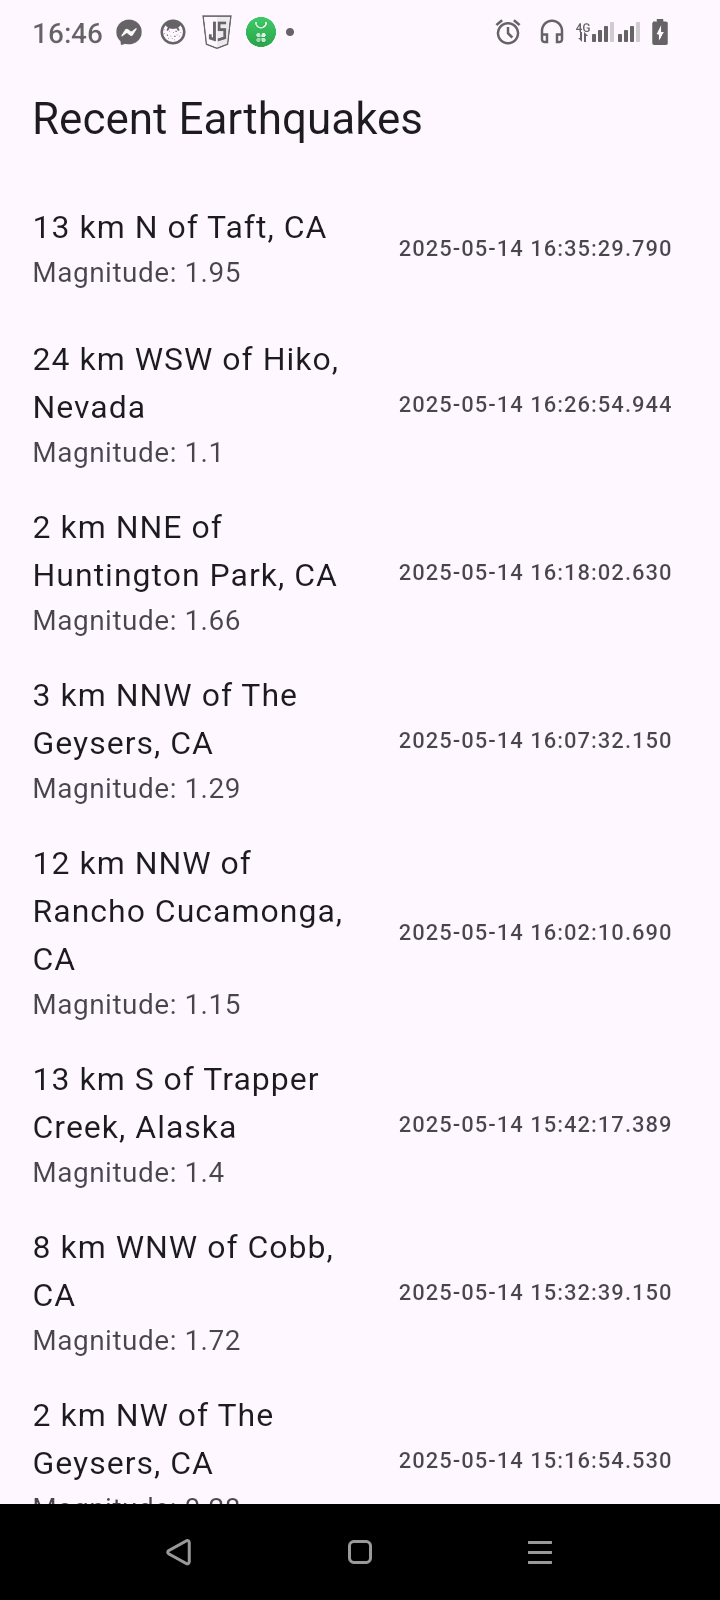 16:46
4G
Recent Earthquakes
13 km N of Taft, CA
Magnitude: 1.95
2025-05-14 16:35:29.790
24 km WSW of Hiko,
Nevada
Magnitude: 1.1
2025-05-14 16:26:54.944
2 km NNE of
Huntington Park, CA
Magnitude: 1.66
2025-05-14 16:18:02.630
3 km NNW of The
Geysers, CA
Magnitude: 1.29
2025-05-14 16:07:32.150
12 km NNW of
Rancho Cucamonga,
CA
Magnitude: 1.15
2025-05-14 16:02:10.690
13 km S of Trapper
Creek, Alaska
Magnitude: 1.4
2025-05-14 15:42:17.389
8 km WNW of Cobb,
CA
Magnitude: 1.72
2025-05-14 15:32:39.150
2 km NW of The
Geysers, CA
2025-05-14 15:16:54.530
Magnitude: